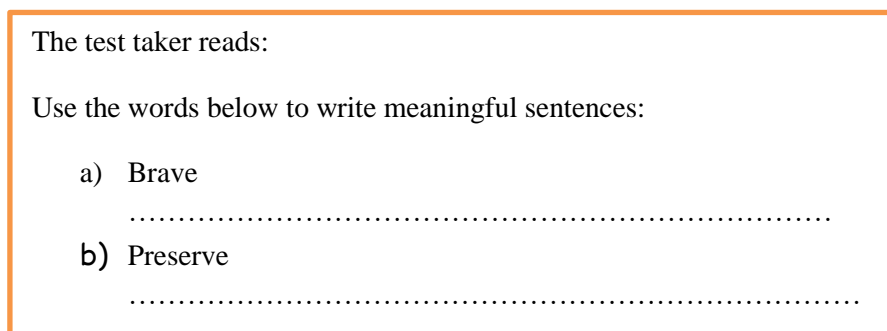 The test taker reads:
Use the words below to write meaningful sentences:
a) Brave
………………………………………………………………
b) Preserve
…………………………………………………………………